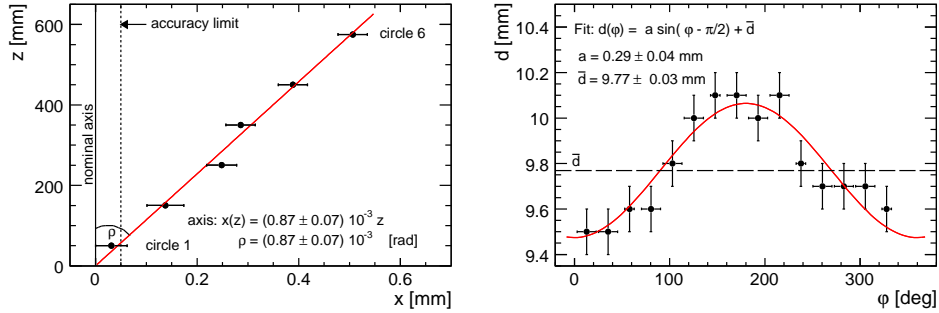 z [mm]
600
400
200
0
0.0
0.2
0.4
0.6
x [mm]
nominal axis
accuracy limit
circle 6
circle 1
ρ
axis: x(z) = (0.87 ± 0.07) 10⁻³ z
ρ = (0.87 ± 0.07) 10⁻³ [rad]
d [mm]
10.4
10.2
10
9.8
9.6
9.4
0
100
200
300
φ [deg]
Fit: d(φ) = a sin( φ - π/2) + d̅
a = 0.29 ± 0.04 mm
d̅ = 9.77 ± 0.03 mm
d̅